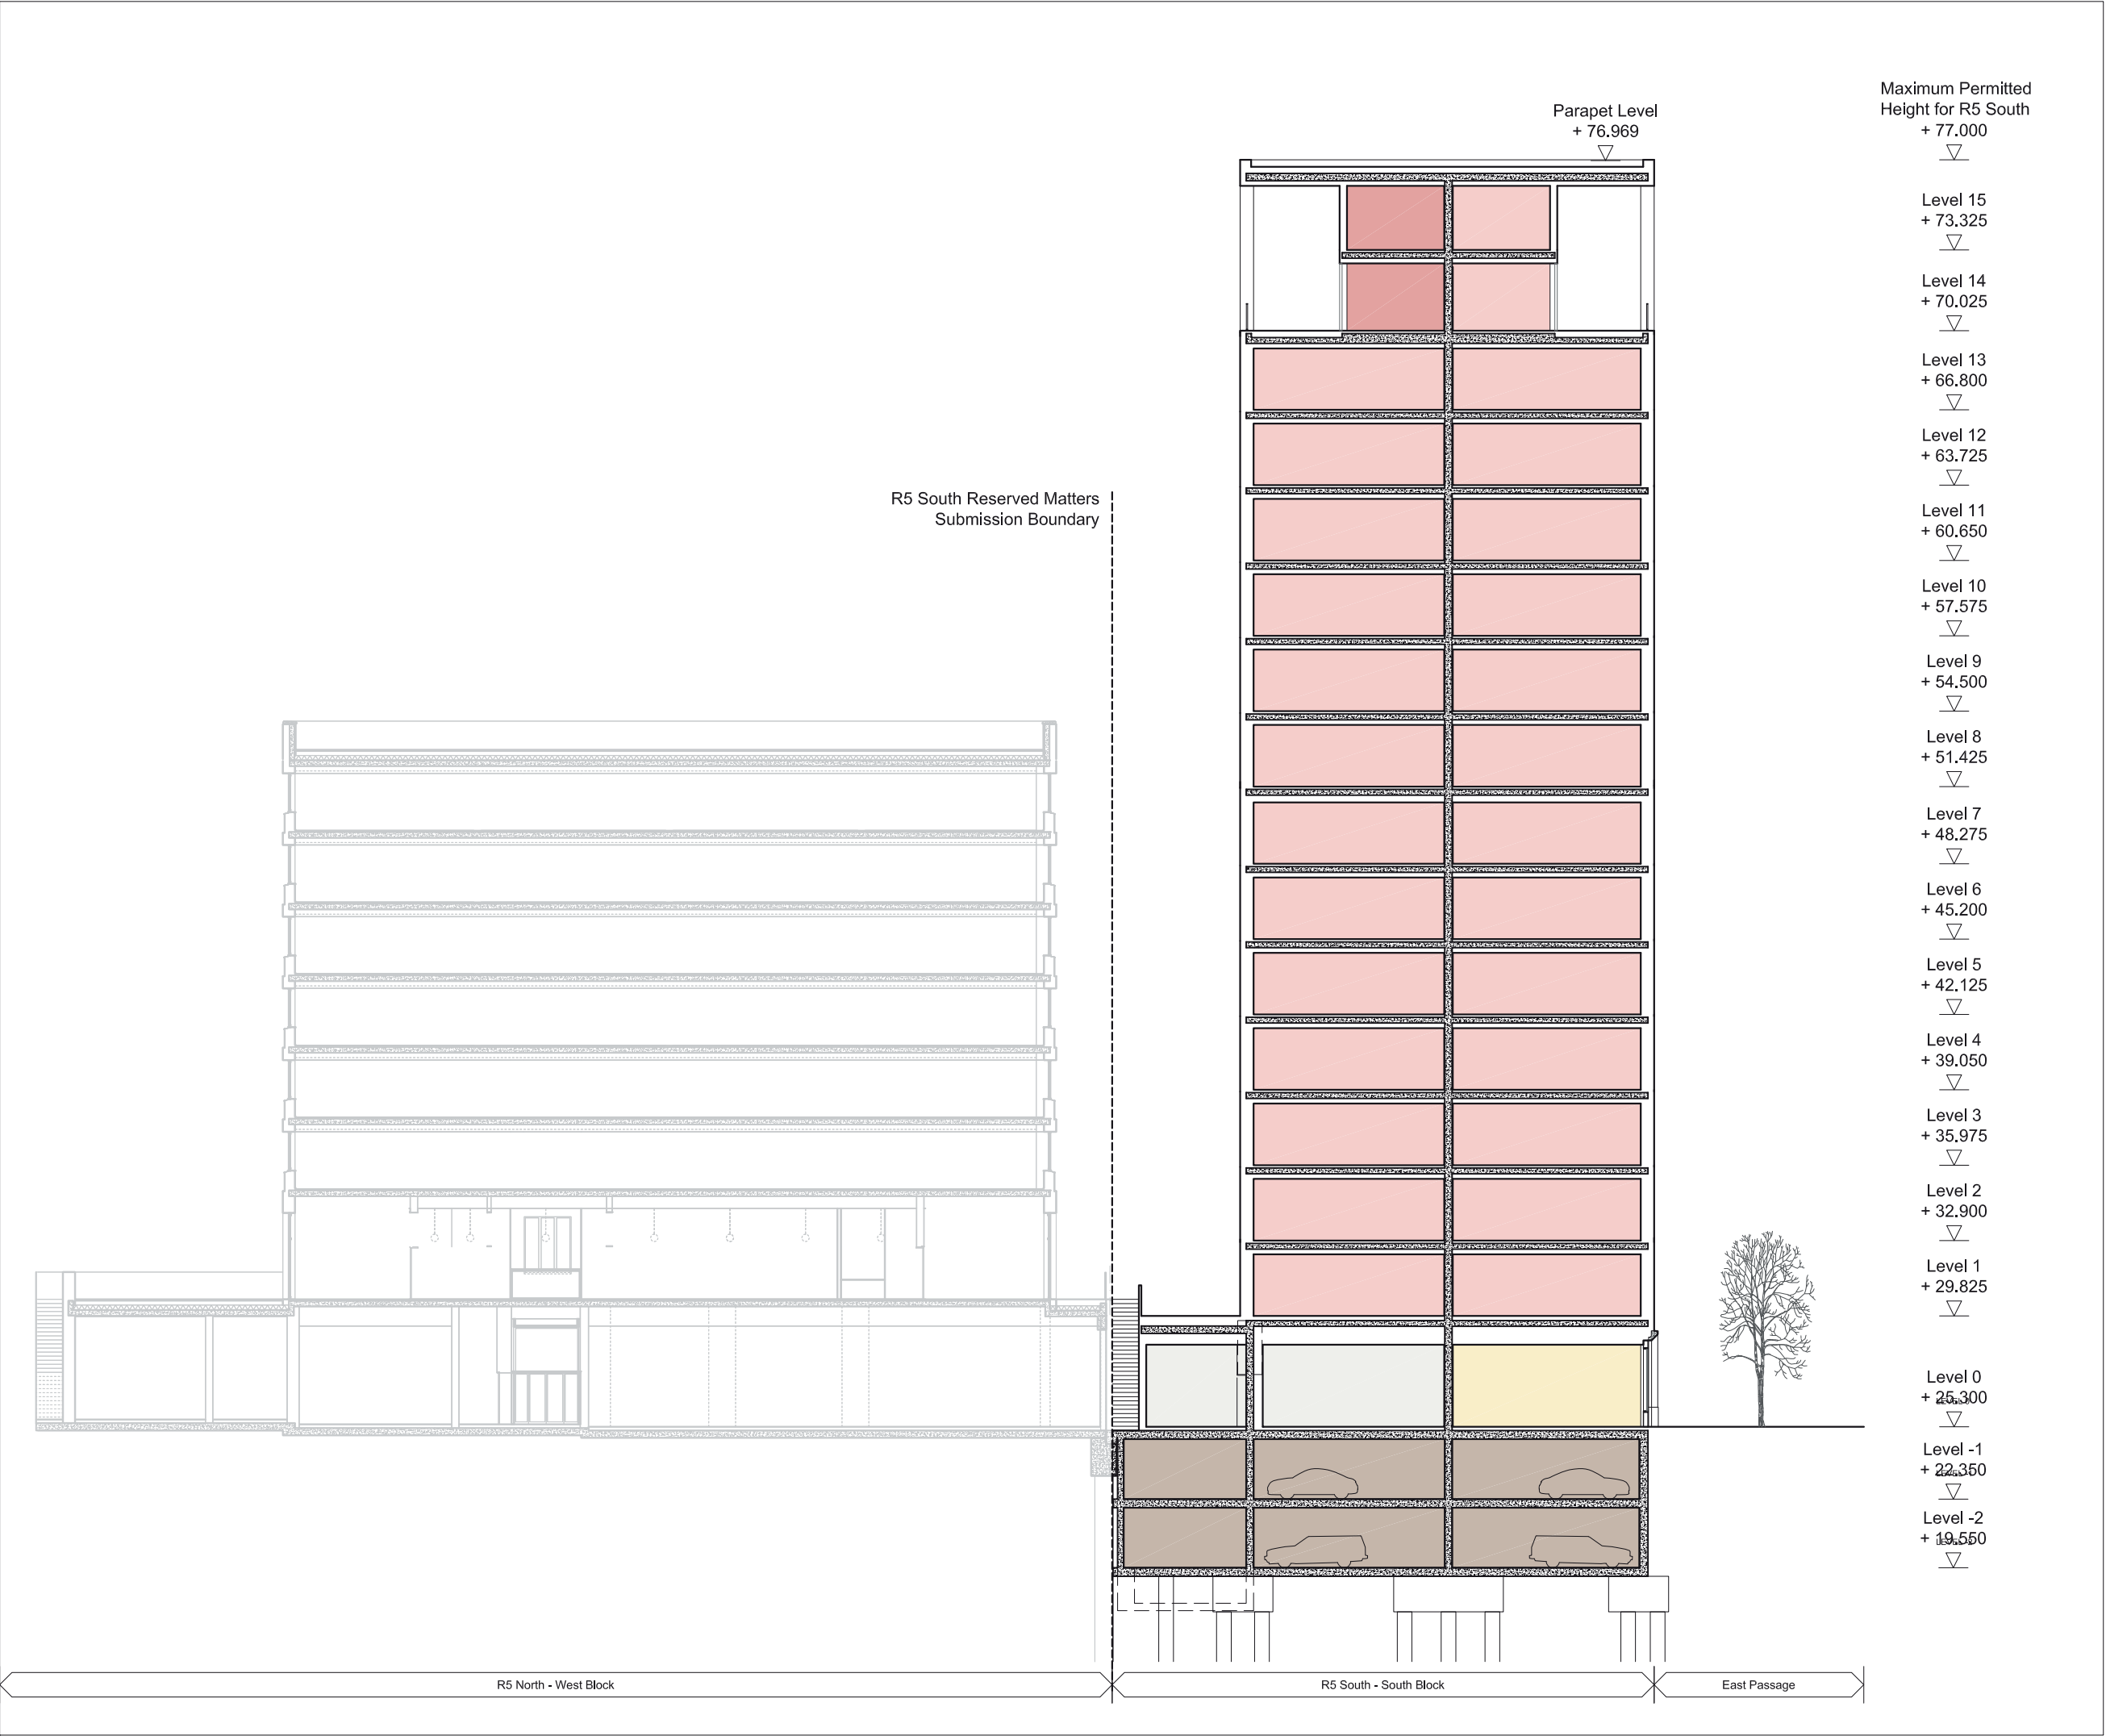 Maximum Permitted
Height for R5 South
+ 77.000
Parapet Level
+ 76.969
Level 15
+ 73.325
Level 14
+ 70.025
Level 13
+ 66.800
Level 12
+ 63.725
R5 South Reserved Matters
Submission Boundary
Level 11
+ 60.650
Level 10
+ 57.575
Level 9
+ 54.500
Level 8
+ 51.425
Level 7
+ 48.275
Level 6
+ 45.200
Level 5
+ 42.125
Level 4
+ 39.050
Level 3
+ 35.975
Level 2
+ 32.900
Level 1
+ 29.825
Level 0
+ 25.300
Level -1
+ 22.350
Level -2
+ 19.550
R5 North - West Block
R5 South - South Block
East Passage